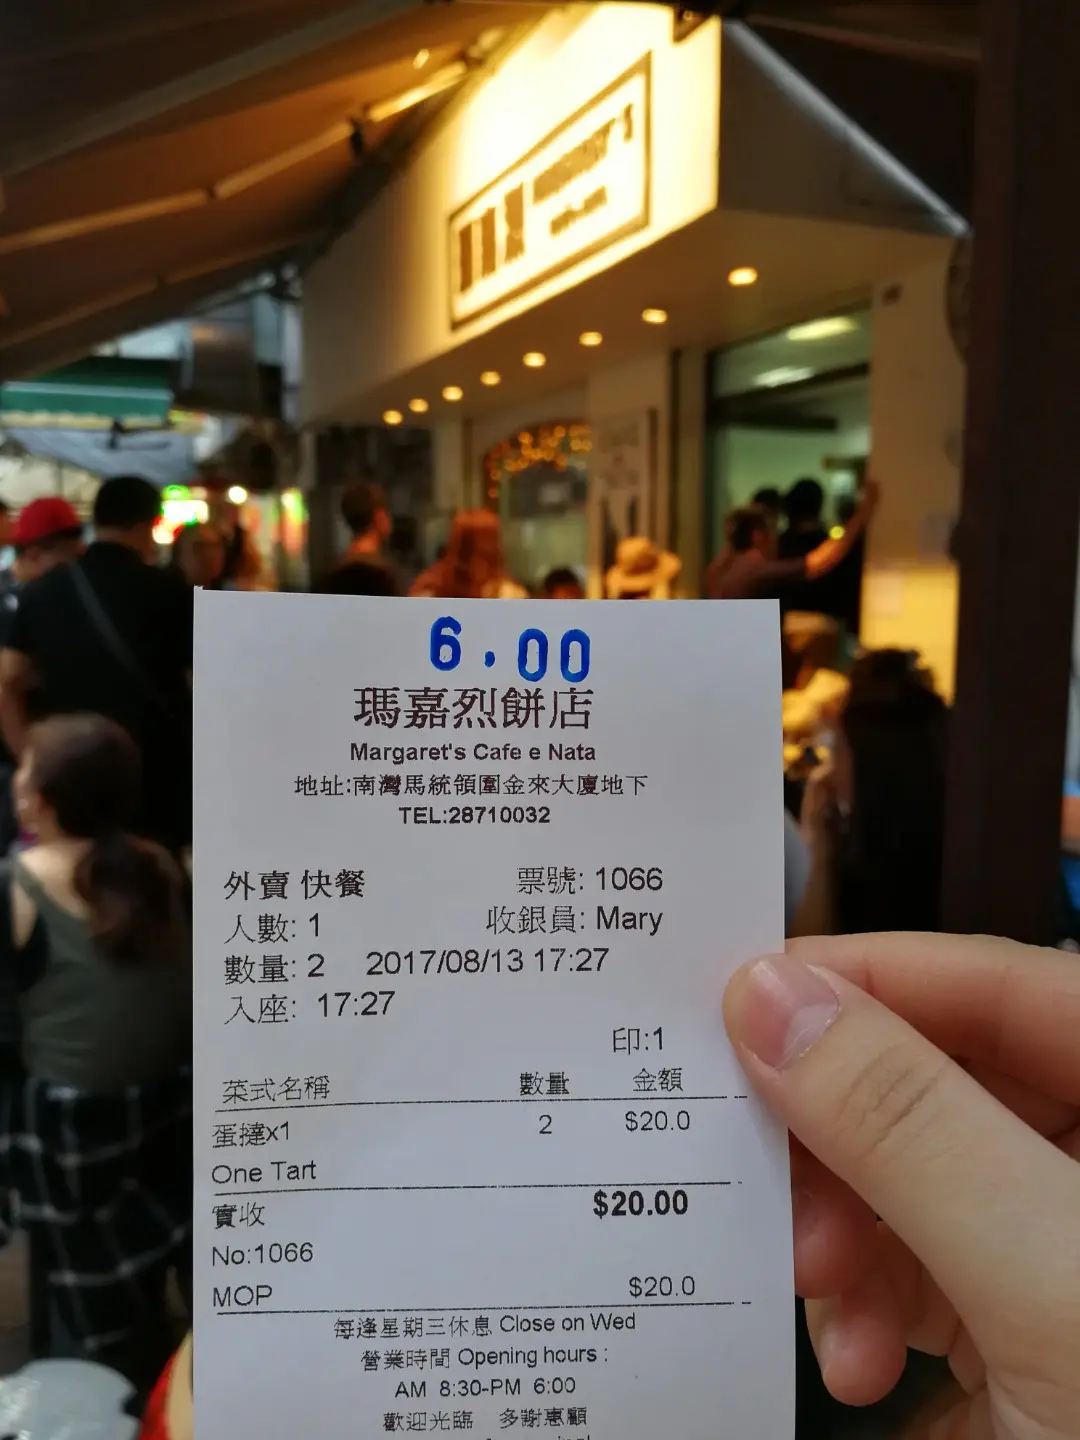 MARGARET'S
6.00
瑪嘉烈餅店
Margaret's Cafe e Nata
地址:南灣馬統領圍金來大廈地下
TEL:28710032
外賣 快餐 票號: 1066
人數: 1 收銀員: Mary
數量: 2 2017/08/13 17:27
入座: 17:27
印:1
菜式名稱 數量 金額
蛋撻x1 2 $20.0
One Tart
實收 $20.00
No:1066
MOP $20.0
每逢星期三休息 Close on Wed
營業時間 Opening hours :
AM 8:30-PM 6:00
歡迎光臨 多謝惠顧